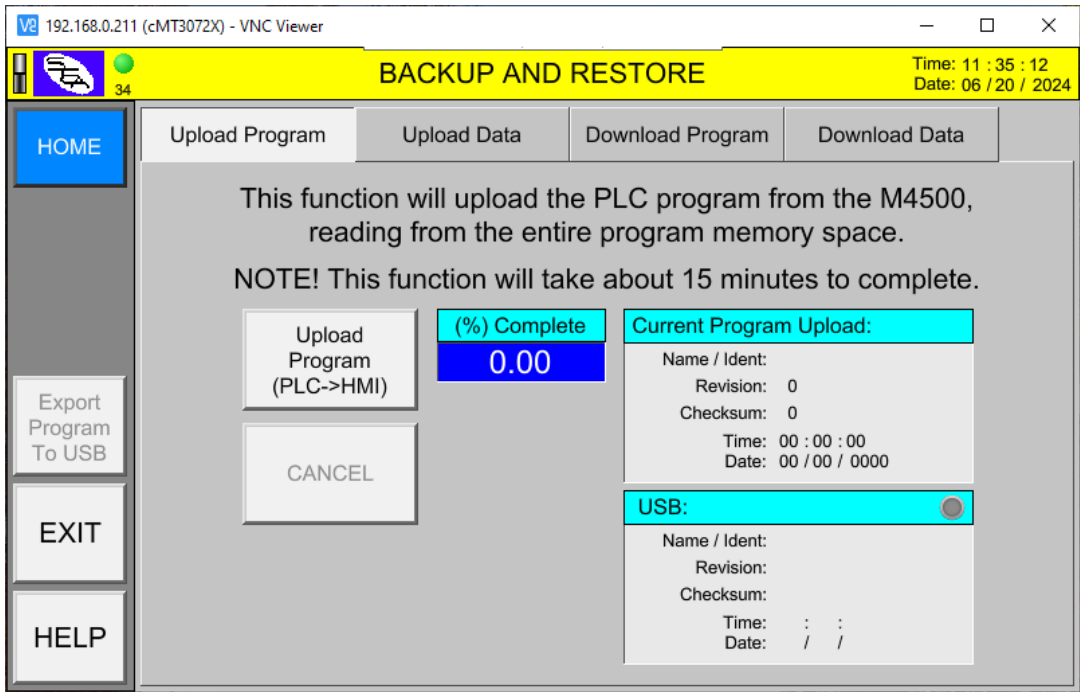 192.168.0.211 (cMT3072X) - VNC Viewer
SEA
34
BACKUP AND RESTORE
Time: 11 : 35 : 12
Date: 06 / 20 / 2024
HOME
Upload Program
Upload Data
Download Program
Download Data
This function will upload the PLC program from the M4500,
reading from the entire program memory space.
NOTE! This function will take about 15 minutes to complete.
Upload
Program
(PLC->HMI)
(%) Complete
0.00
CANCEL
Current Program Upload:
Name / Ident:
Revision: 0
Checksum: 0
Time: 00 : 00 : 00
Date: 00 / 00 / 0000
USB:
Name / Ident:
Revision:
Checksum:
Time: : :
Date: / /
Export
Program
To USB
EXIT
HELP